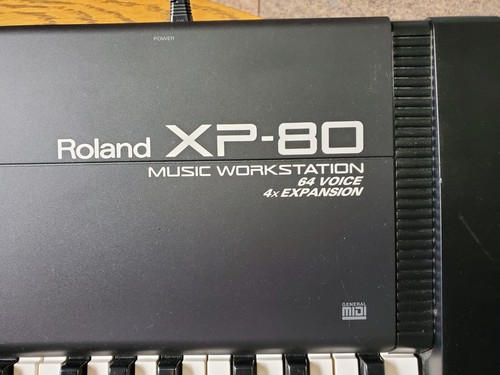 POWER
Roland XP-80
MUSIC WORKSTATION
64 VOICE
4x EXPANSION
GENERAL
MIDI